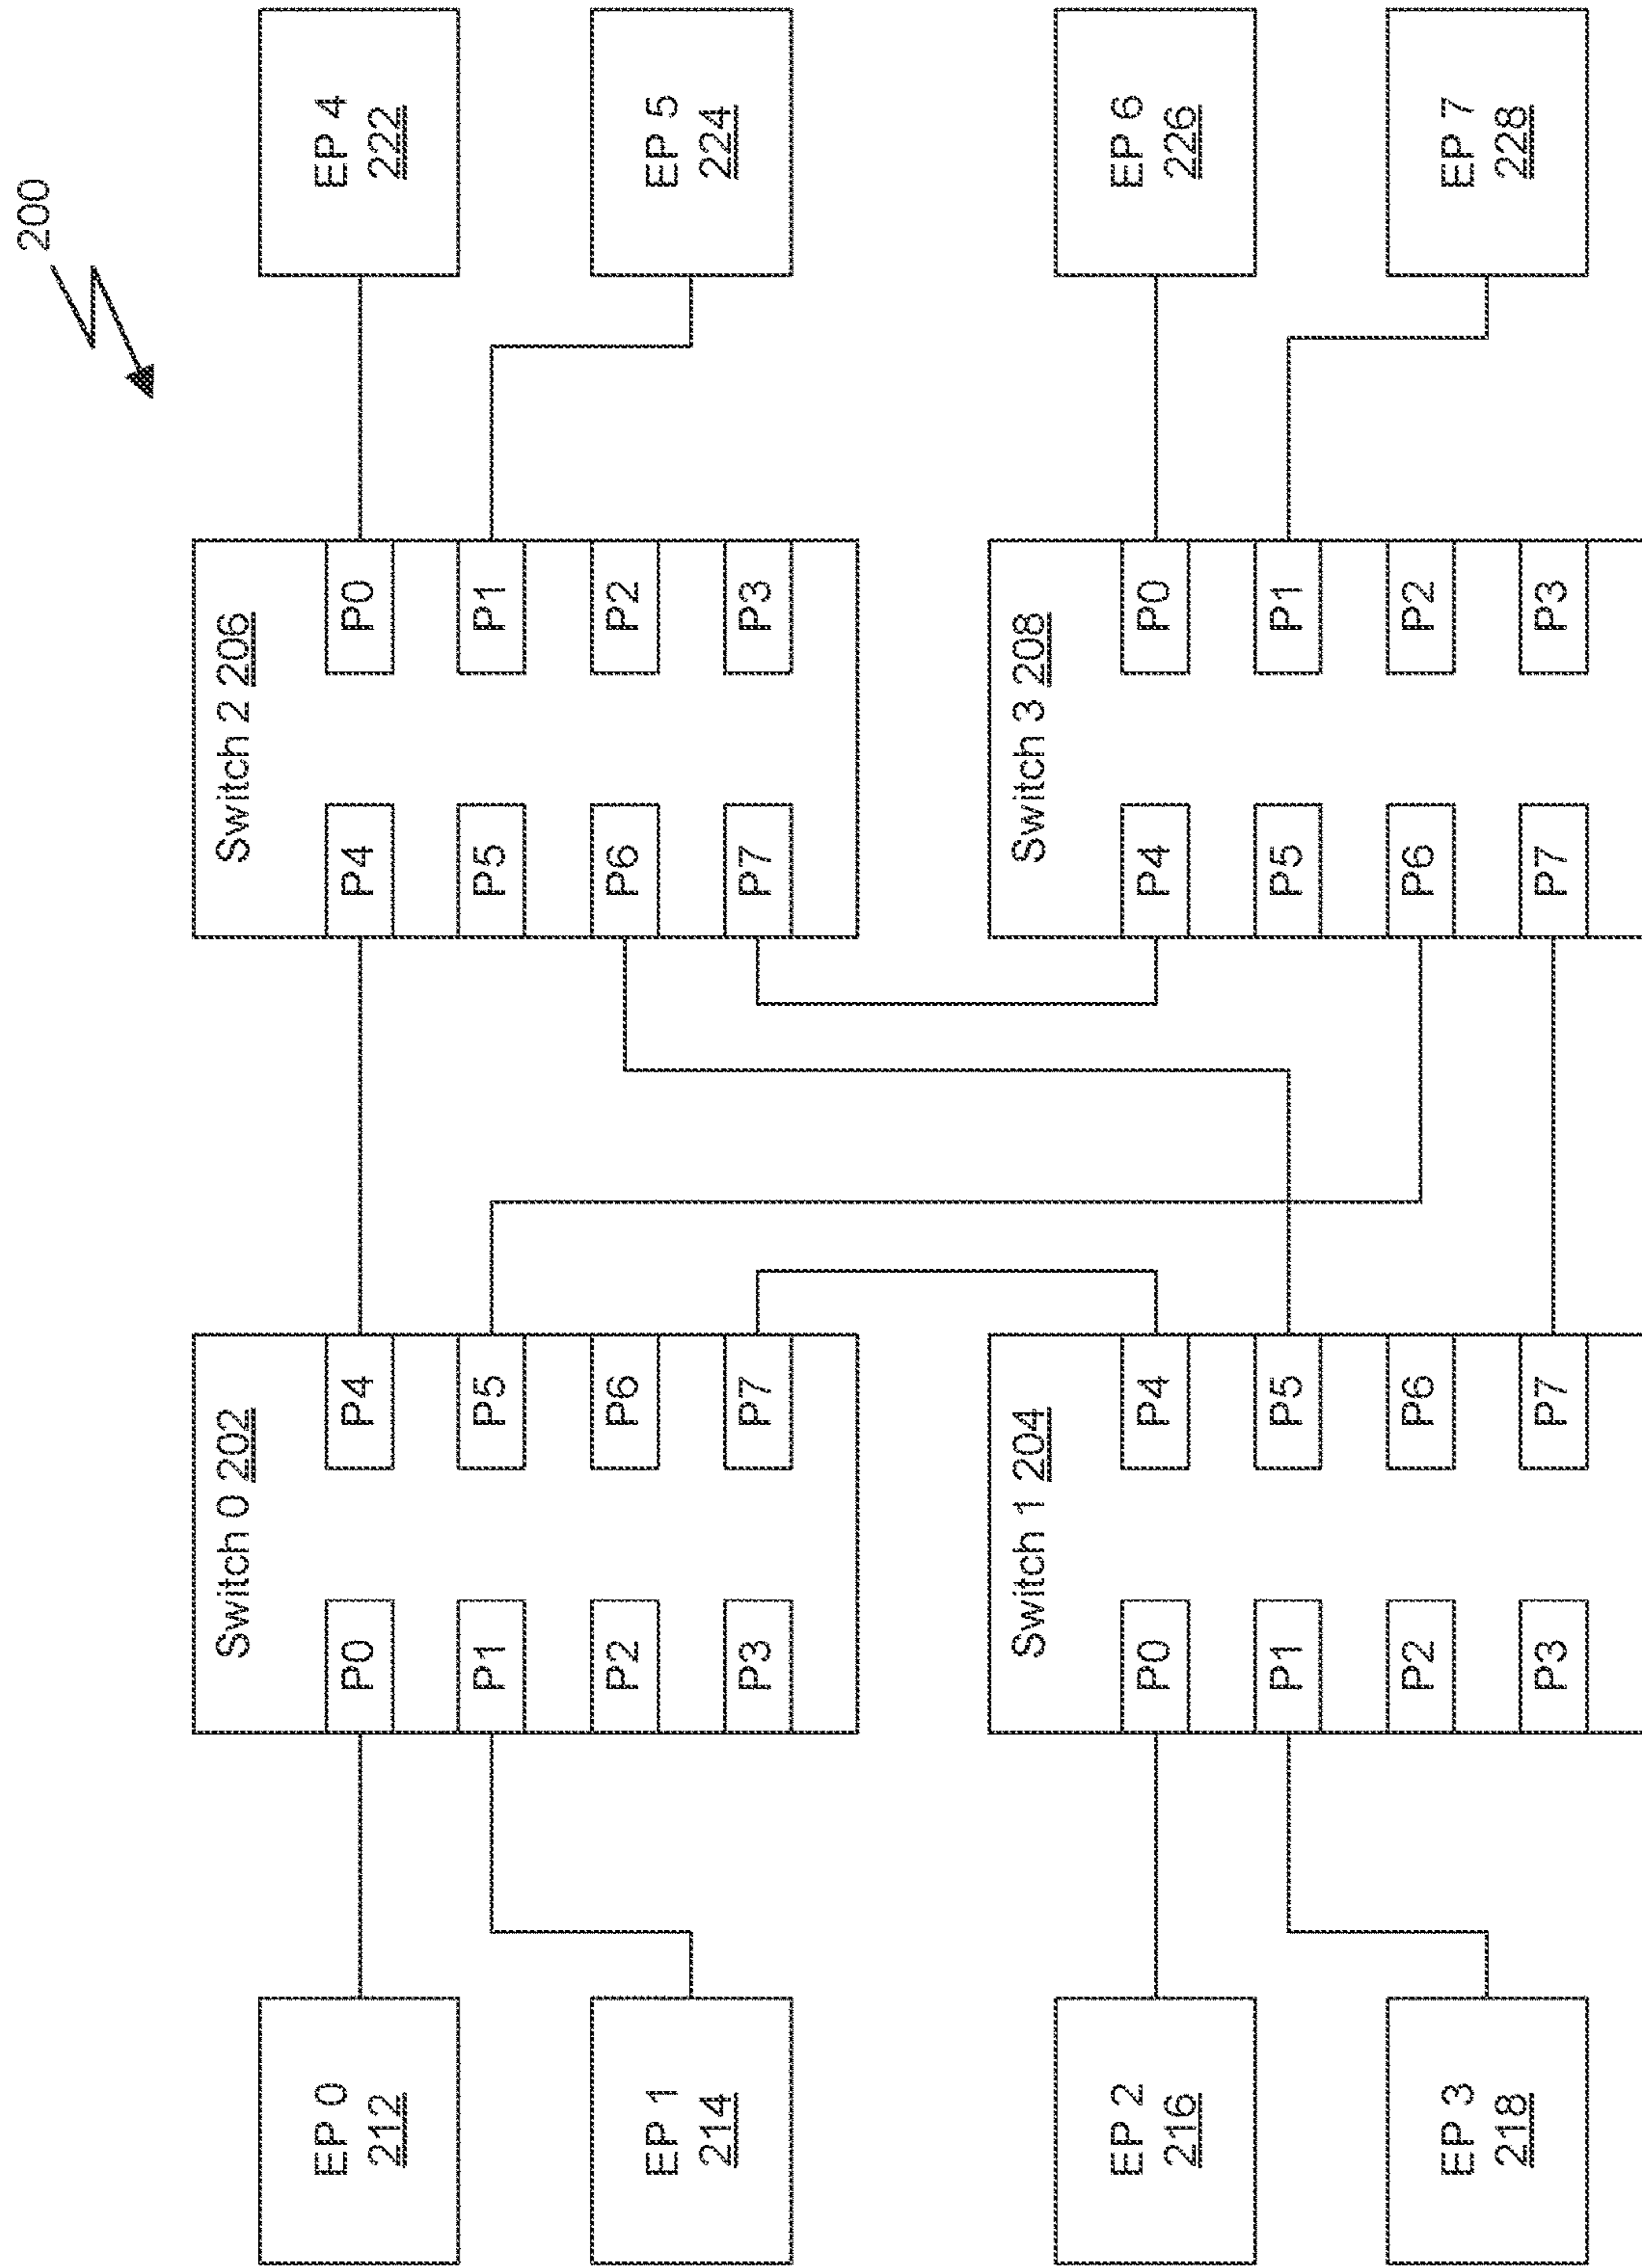 200
Switch 0 202
P0
P1
P2
P3
P4
P5
P6
P7
Switch 2 206
P4
P5
P6
P7
P0
P1
P2
P3
EP 0
212
EP 1
214
EP 4
222
EP 5
224
Switch 1 204
P0
P1
P2
P3
P4
P5
P6
P7
Switch 3 208
P4
P5
P6
P7
P0
P1
P2
P3
EP 2
216
EP 3
218
EP 6
226
EP 7
228